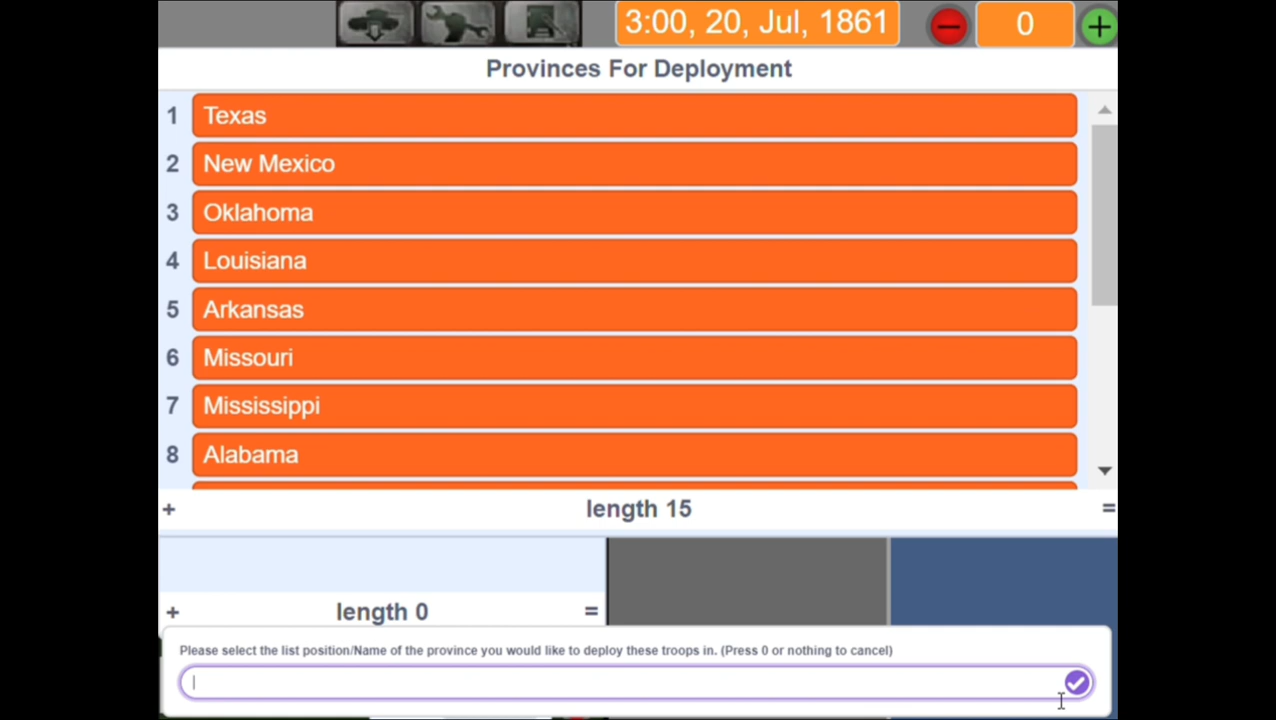 3:00, 20, Jul, 1861
0
Provinces For Deployment
1 Texas
2 New Mexico
3 Oklahoma
4 Louisiana
5 Arkansas
6 Missouri
7 Mississippi
8 Alabama
+ length 15 =
+ length 0 =
Please select the list position/Name of the province you would like to deploy these troops in. (Press 0 or nothing to cancel)